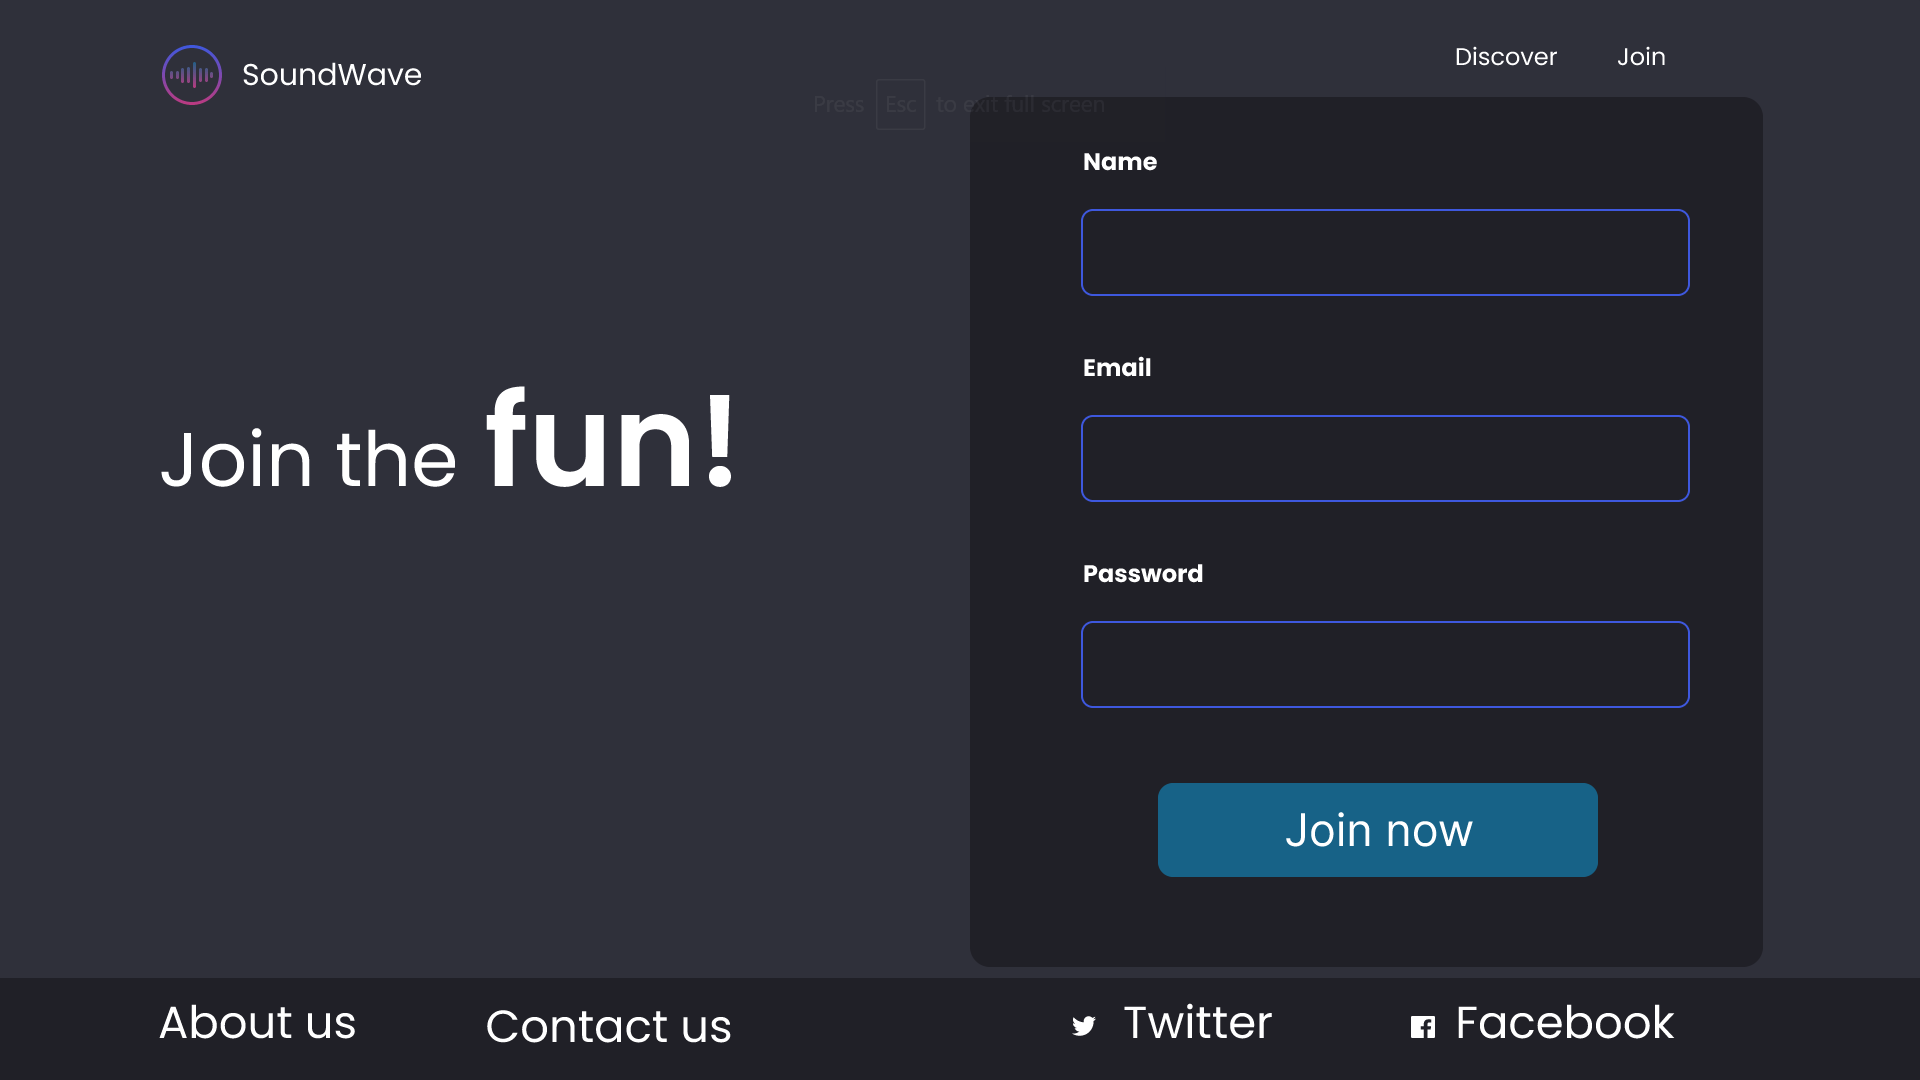 SoundWave
Discover
Join
Press Esc to exit full screen
Name
Email
Join the fun!
Password
Join now
About us
Contact us
Twitter
Facebook